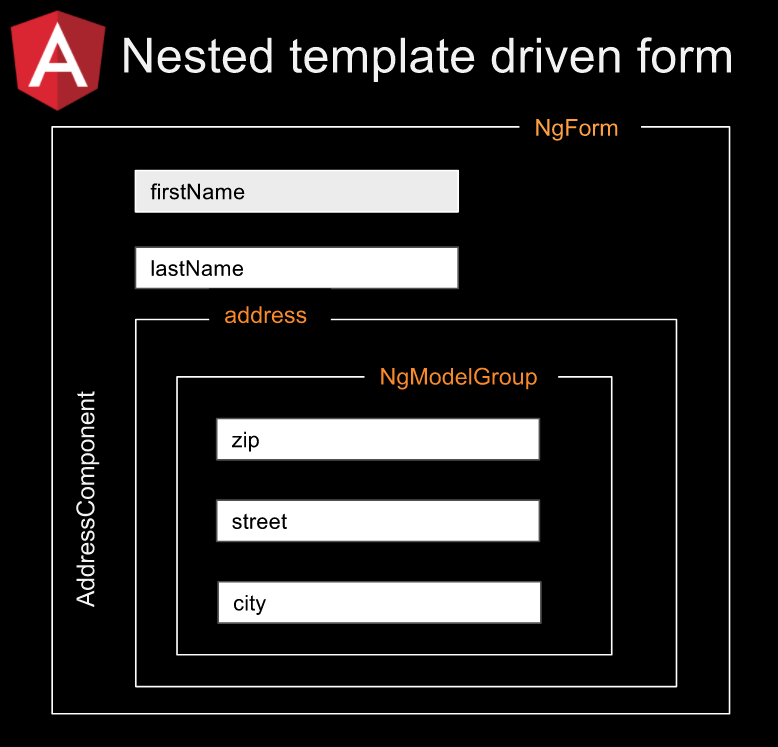 A
Nested template driven form
NgForm
firstName
lastName
address
NgModelGroup
AddressComponent
zip
street
city